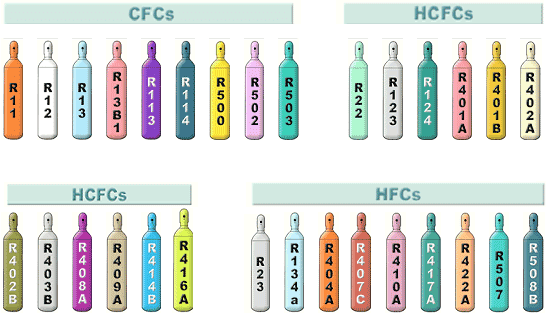 CFCs
R11
R12
R13
R13B1
R113
R114
R500
R502
R503
HCFCs
R22
R123
R124
R401A
R401B
R402A
HCFCs
R402B
R403B
R408A
R409A
R414B
R416A
HFCs
R23
R134a
R404A
R407C
R410A
R417A
R422A
R507
R508B